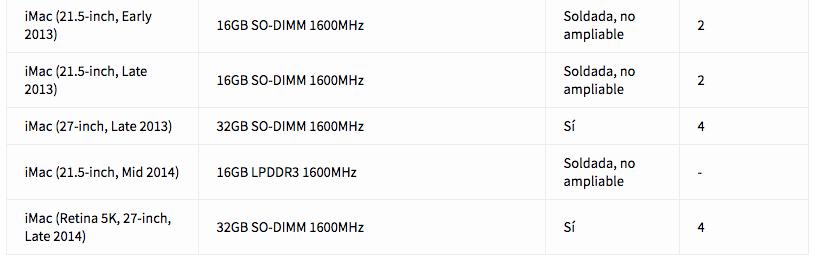 iMac (21.5-inch, Early
2013)
16GB SO-DIMM 1600MHz
Soldada, no
ampliable
2
iMac (21.5-inch, Late
2013)
16GB SO-DIMM 1600MHz
Soldada, no
ampliable
2
iMac (27-inch, Late 2013)
32GB SO-DIMM 1600MHz
Sí
4
iMac (21.5-inch, Mid 2014)
16GB LPDDR3 1600MHz
Soldada, no
ampliable
-
iMac (Retina 5K, 27-inch,
Late 2014)
32GB SO-DIMM 1600MHz
Sí
4